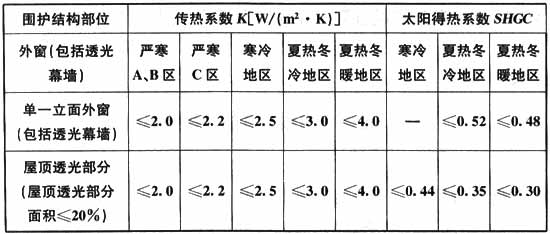 围护结构部位 传热系数 K[W/(m²·K)] 太阳得热系数 SHGC
外窗(包括透光幕墙) 严寒A、B区 严寒C区 寒冷地区 夏热冬冷地区 夏热冬暖地区 寒冷地区 夏热冬冷地区 夏热冬暖地区
单一立面外窗(包括透光幕墙) ≤2.0 ≤2.2 ≤2.5 ≤3.0 ≤4.0 — ≤0.52 ≤0.48
屋顶透光部分(屋顶透光部分面积≤20%) ≤2.0 ≤2.2 ≤2.5 ≤3.0 ≤4.0 ≤0.44 ≤0.35 ≤0.30